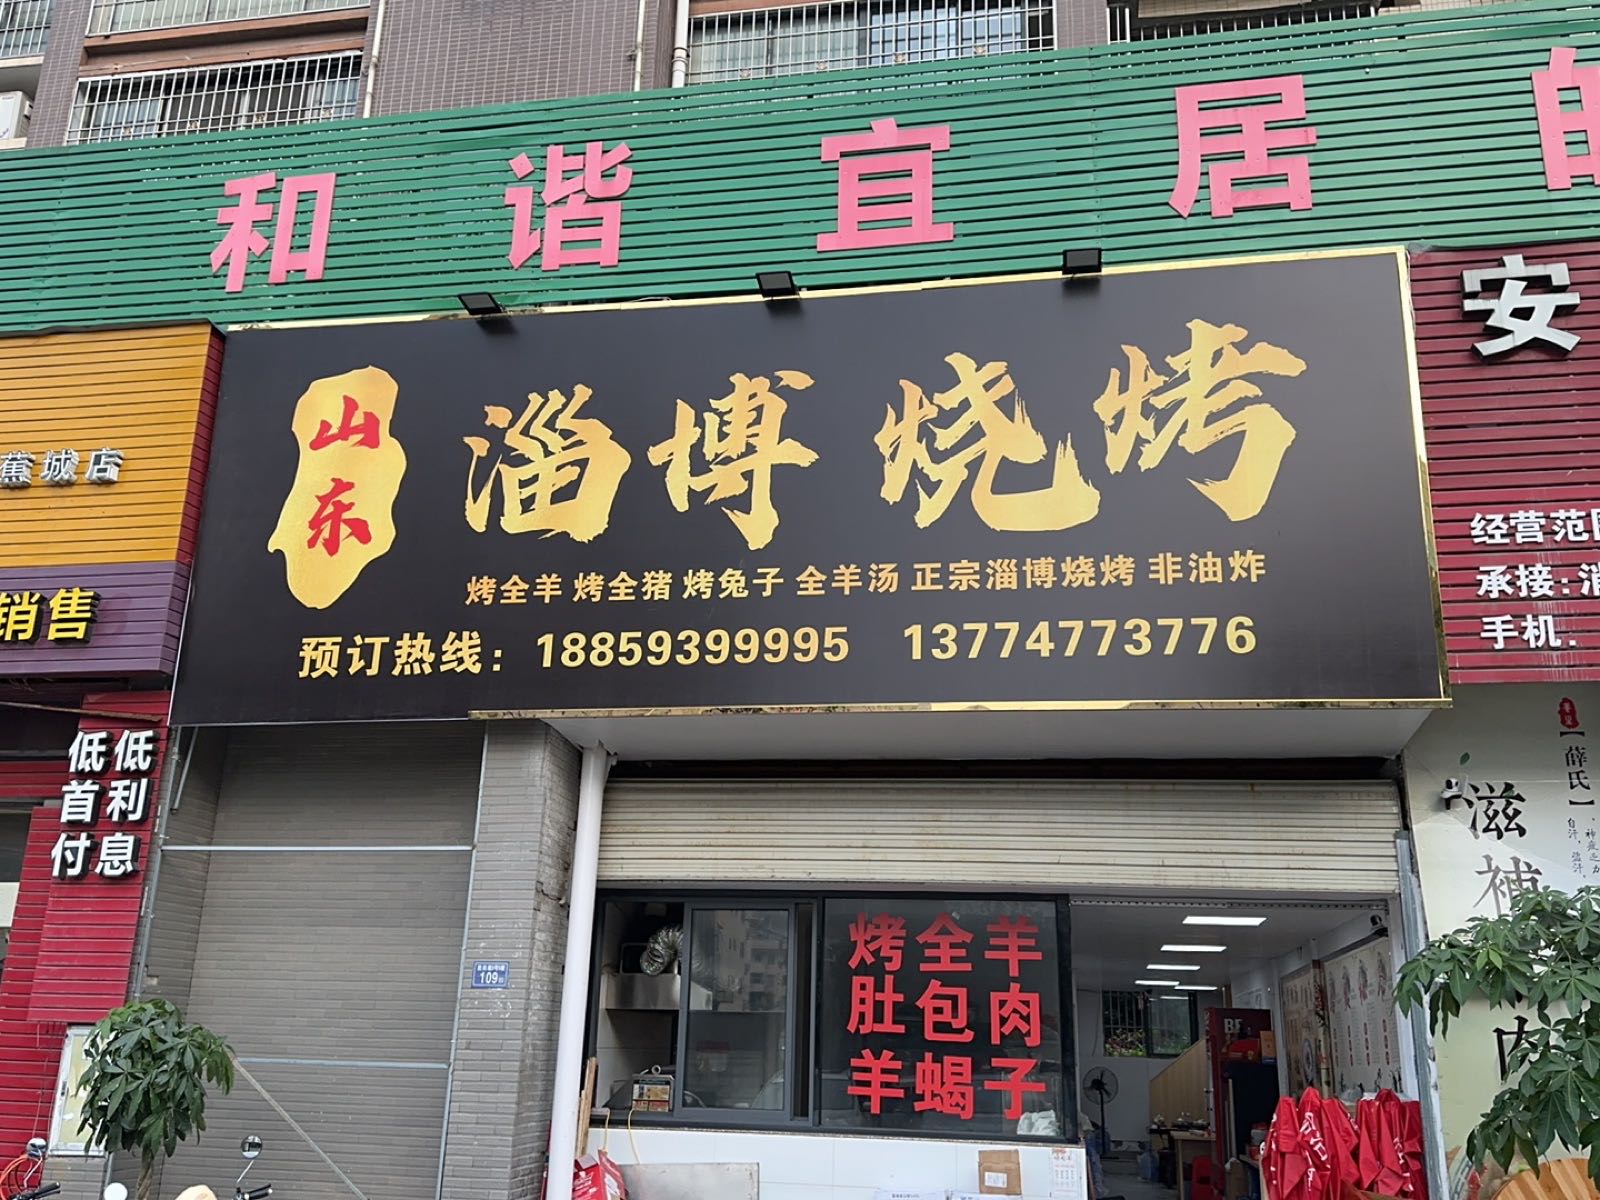 和谐宜居
安
山东
淄博烧烤
烤全羊 烤全猪 烤兔子 全羊汤 正宗淄博烧烤 非油炸
预订热线：18859399995 13774773776
蕉城店
销售
低首付
低利息
经营范
承接：消
手机.
【薛氏】
滋补
109
烤全羊
肚包肉
羊蝎子